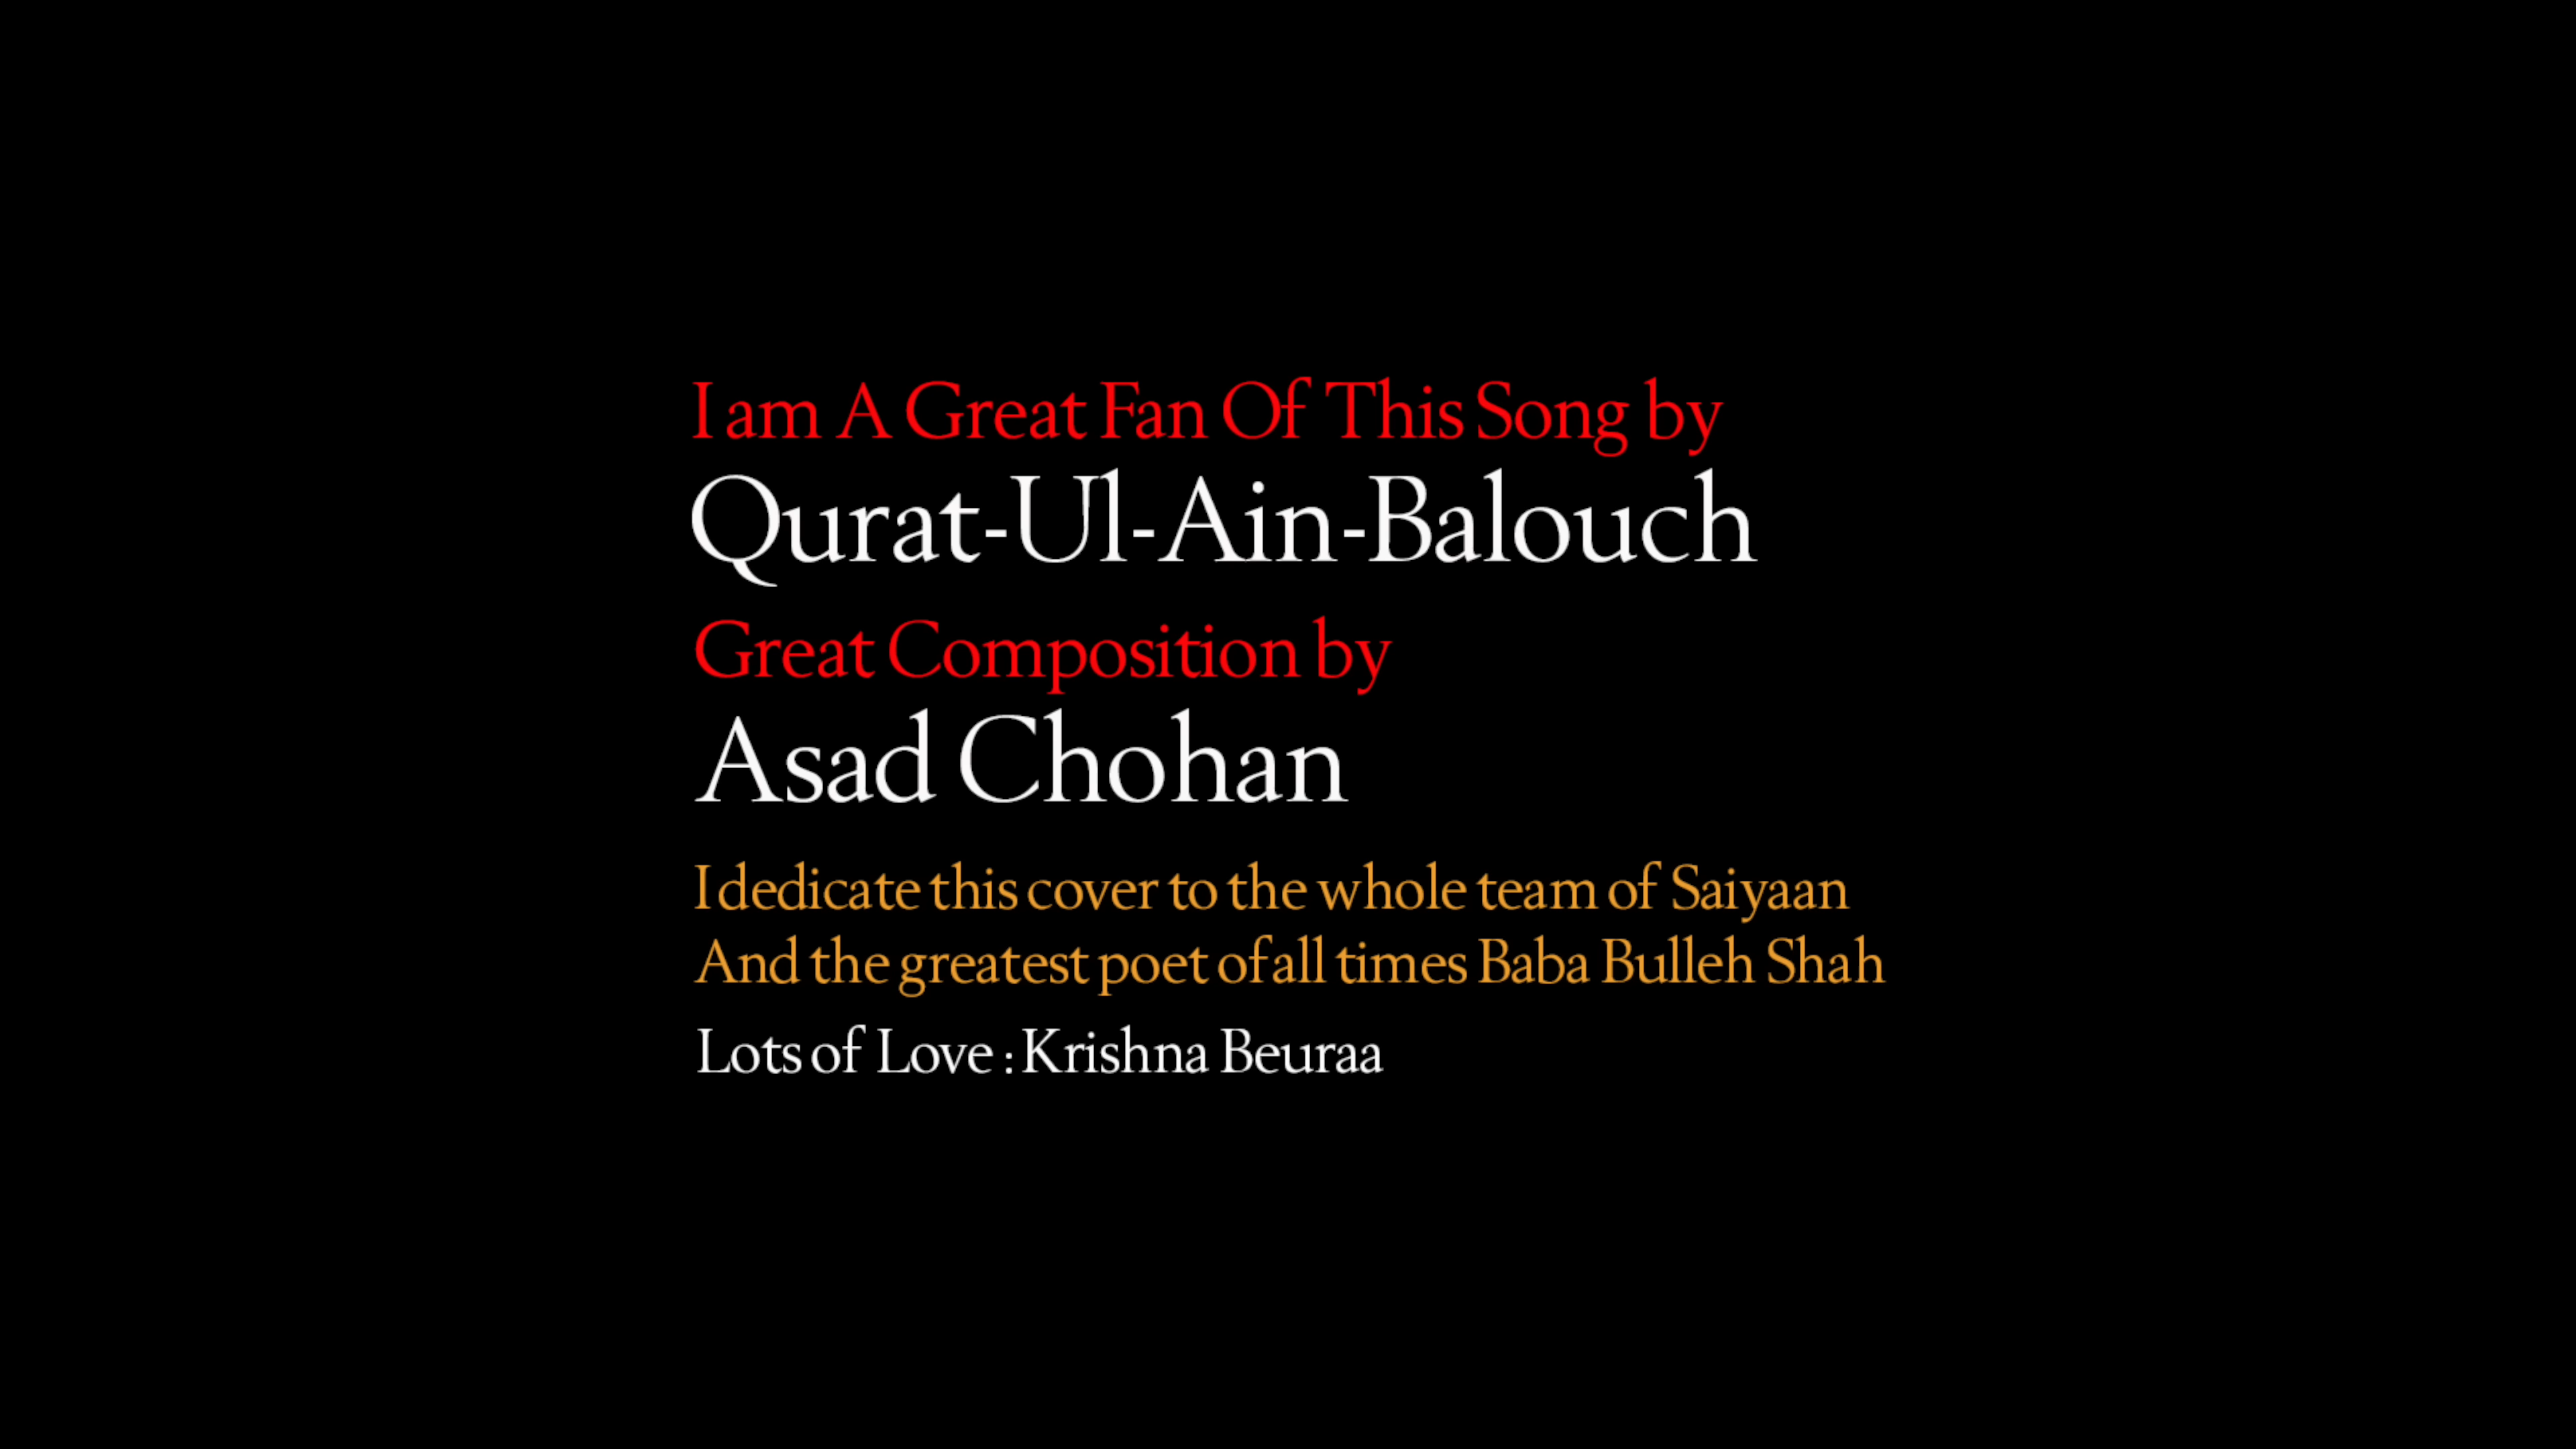 I am A Great Fan Of This Song by
Qurat-Ul-Ain-Balouch
Great Composition by
Asad Chohan
I dedicate this cover to the whole team of Saiyaan
And the greatest poet of all times Baba Bulleh Shah
Lots of Love : Krishna Beuraa